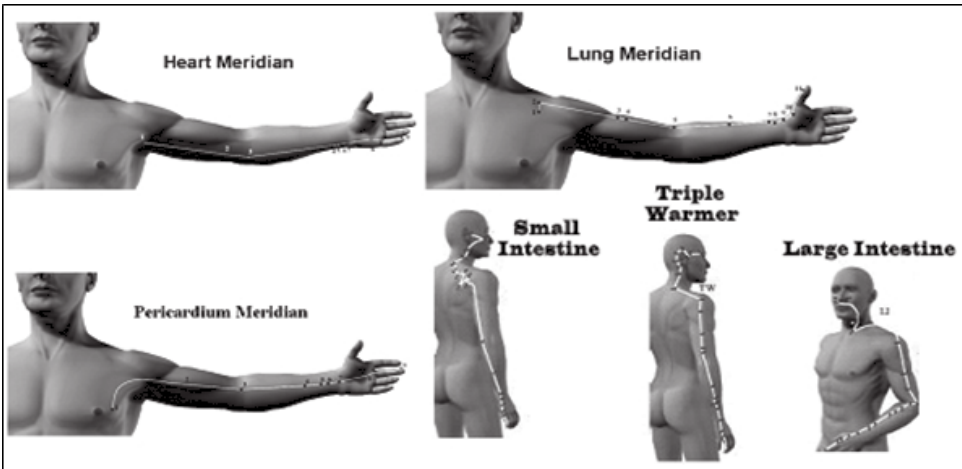 Heart Meridian
Lung Meridian
Small
Intestine
Triple
Warmer
TW
Large Intestine
LI
Pericardium Meridian